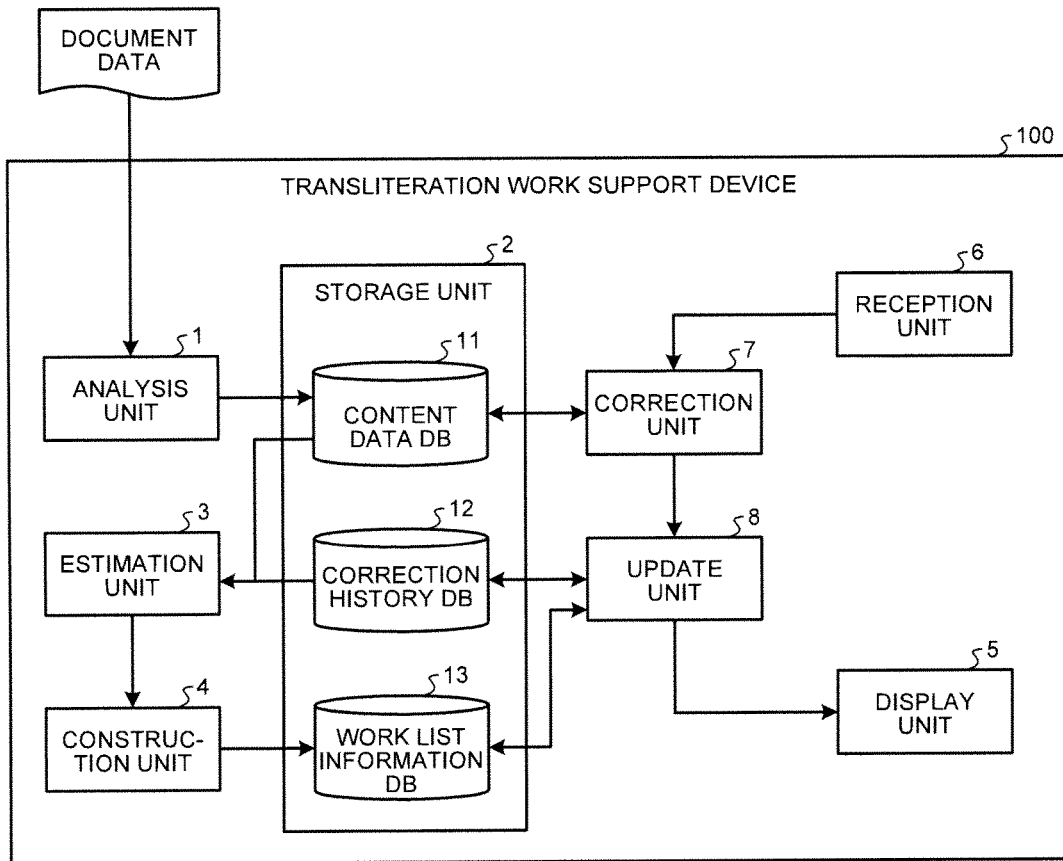 DOCUMENT
DATA
100
TRANSLITERATION WORK SUPPORT DEVICE
2
STORAGE UNIT
6
RECEPTION
UNIT
1
ANALYSIS
UNIT
11
CONTENT
DATA DB
7
CORRECTION
UNIT
3
ESTIMATION
UNIT
12
CORRECTION
HISTORY DB
8
UPDATE
UNIT
4
CONSTRUC-
TION UNIT
13
WORK LIST
INFORMATION
DB
5
DISPLAY
UNIT